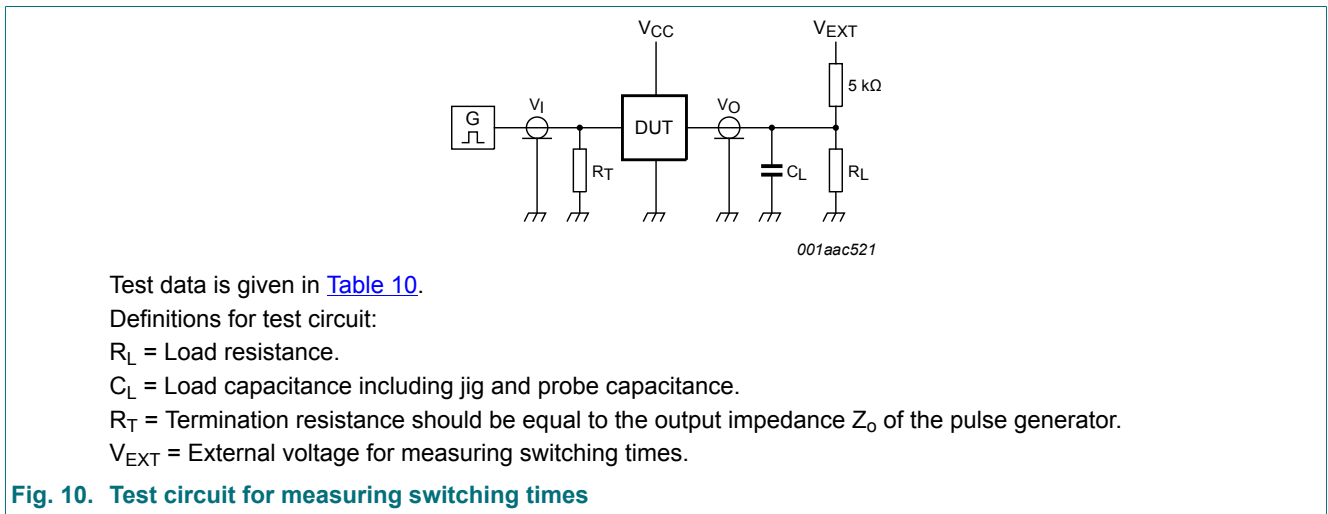 VCC
VEXT
5 kΩ
G
VI
DUT
VO
RT
CL
RL
001aac521
Test data is given in Table 10.
Definitions for test circuit:
RL = Load resistance.
CL = Load capacitance including jig and probe capacitance.
RT = Termination resistance should be equal to the output impedance Zo of the pulse generator.
VEXT = External voltage for measuring switching times.
Fig. 10. Test circuit for measuring switching times